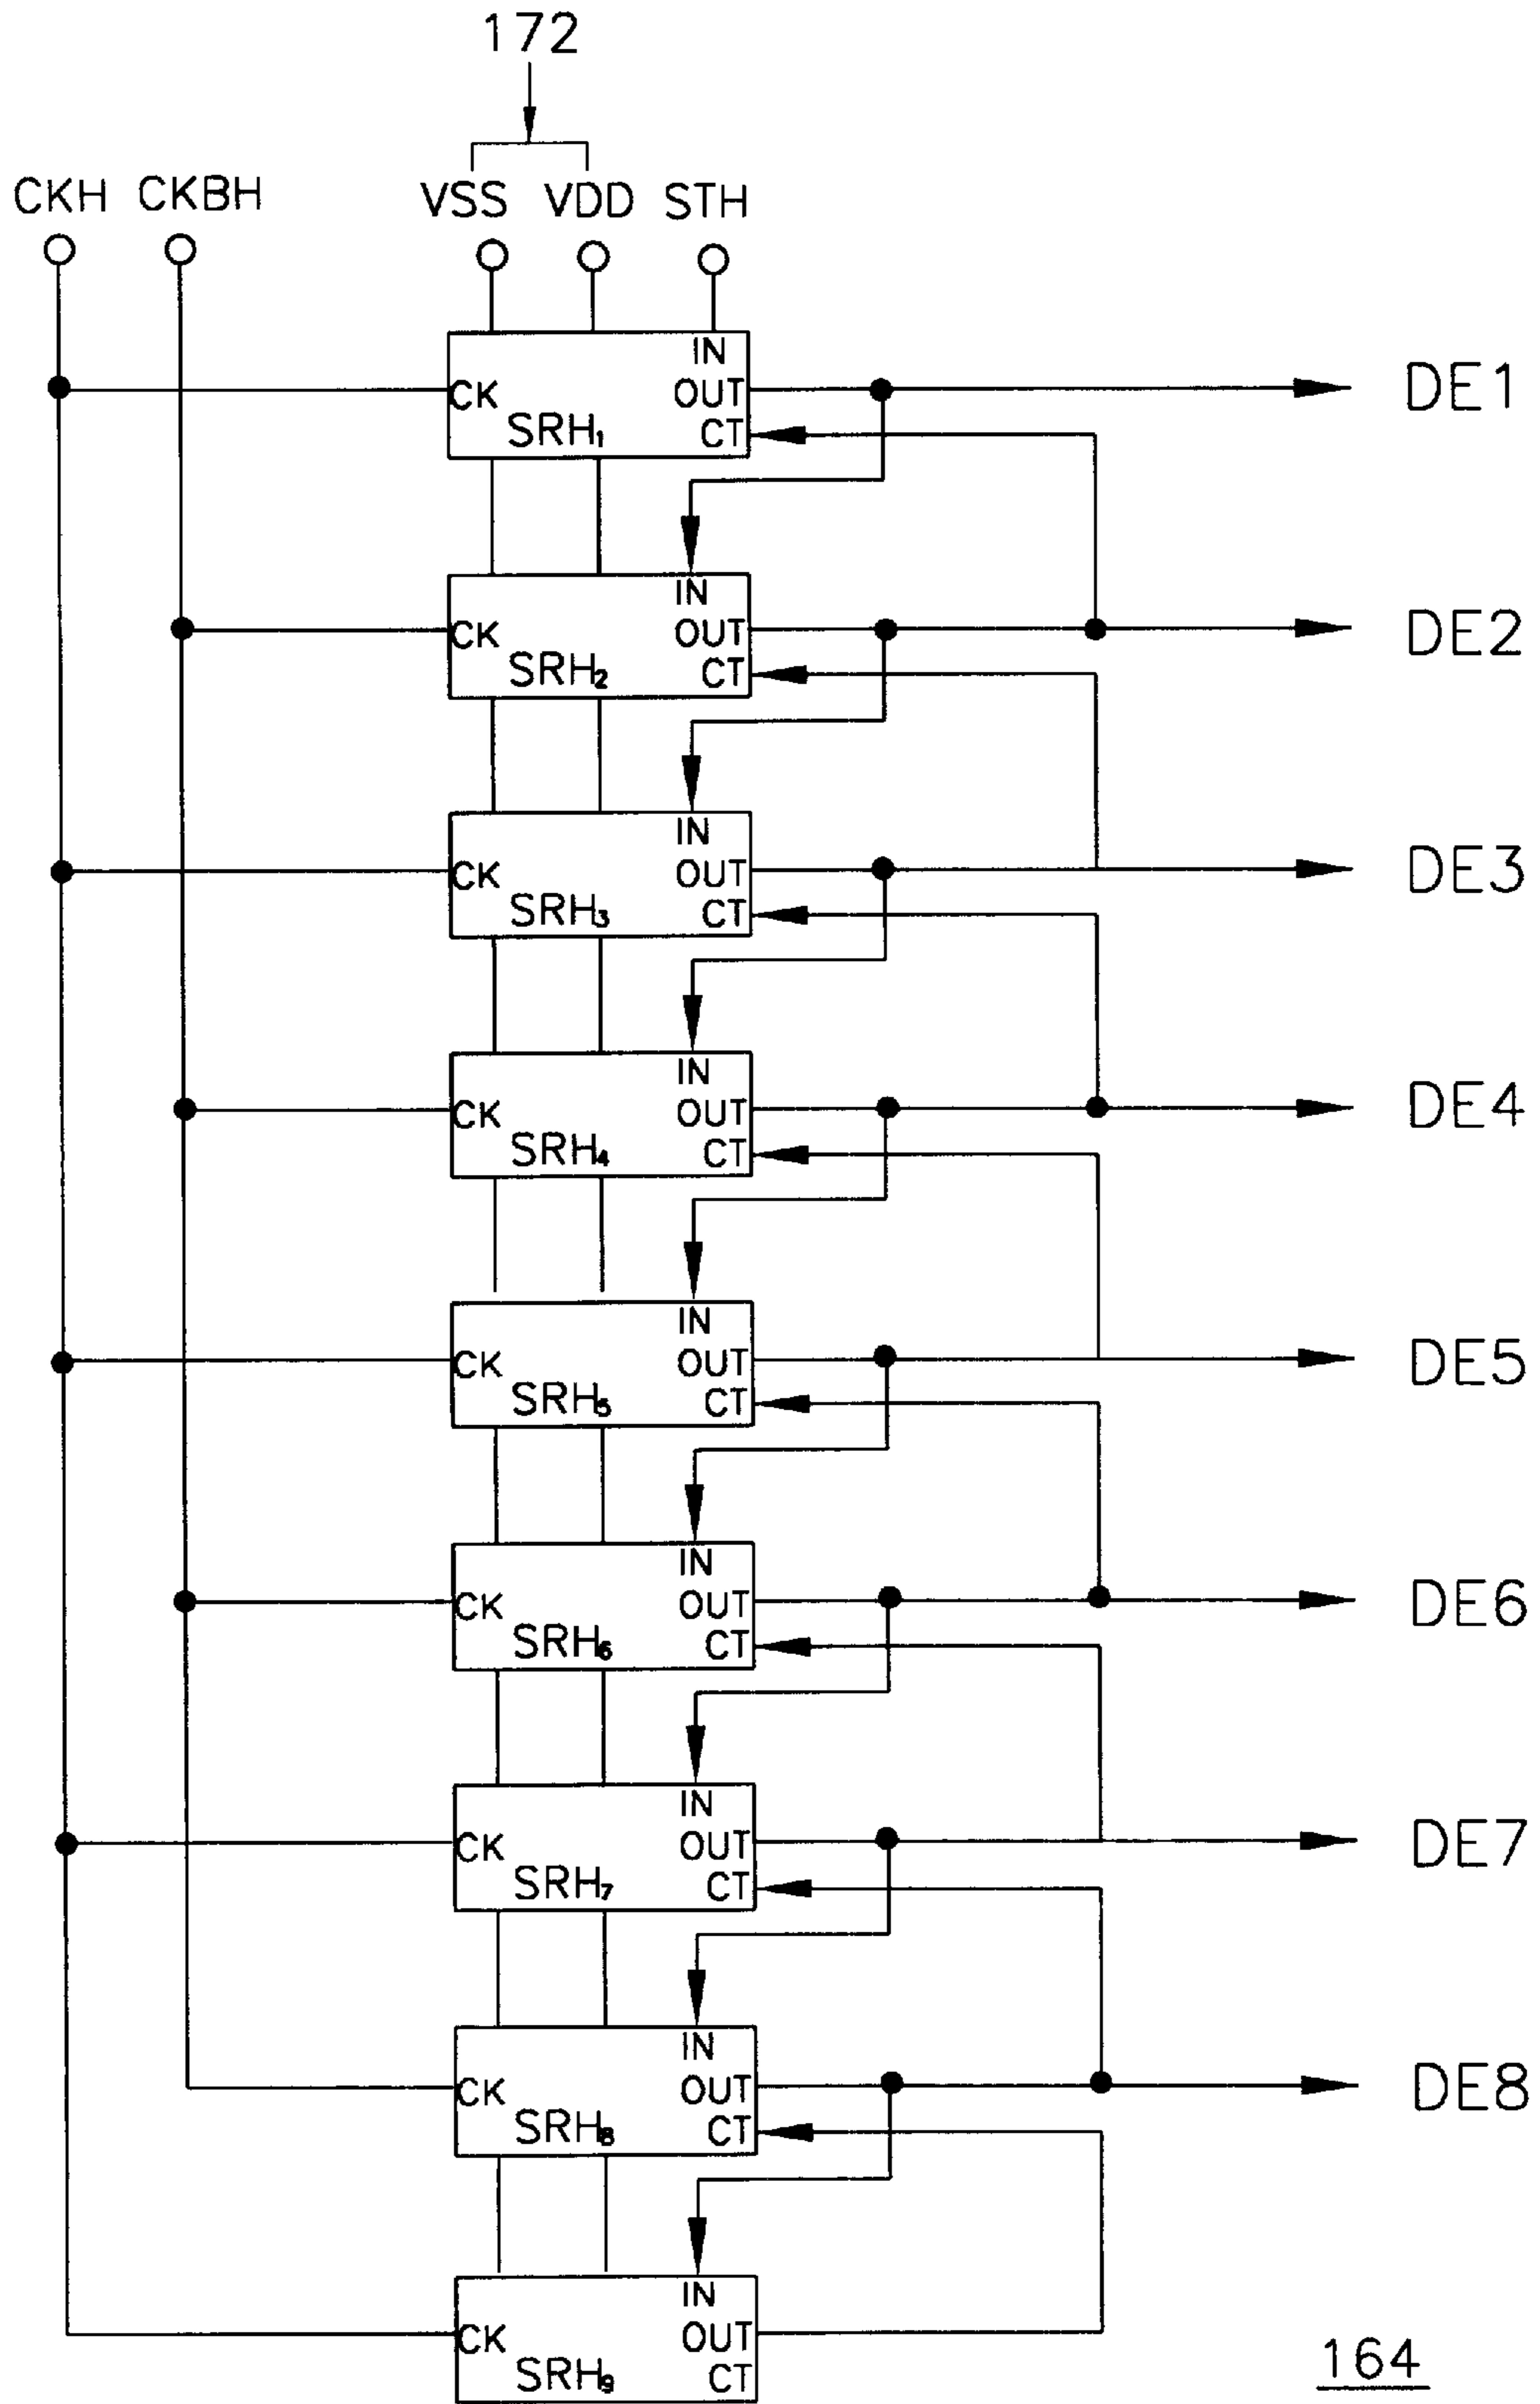 172
CKH CKBH VSS VDD STH
IN
CK OUT DE1
SRH₁ CT
IN
CK OUT DE2
SRH₂ CT
IN
CK OUT DE3
SRH₃ CT
IN
CK OUT DE4
SRH₄ CT
IN
CK OUT DE5
SRH₅ CT
IN
CK OUT DE6
SRH₆ CT
IN
CK OUT DE7
SRH₇ CT
IN
CK OUT DE8
SRH₈ CT
IN
CK OUT
SRH₉ CT
164